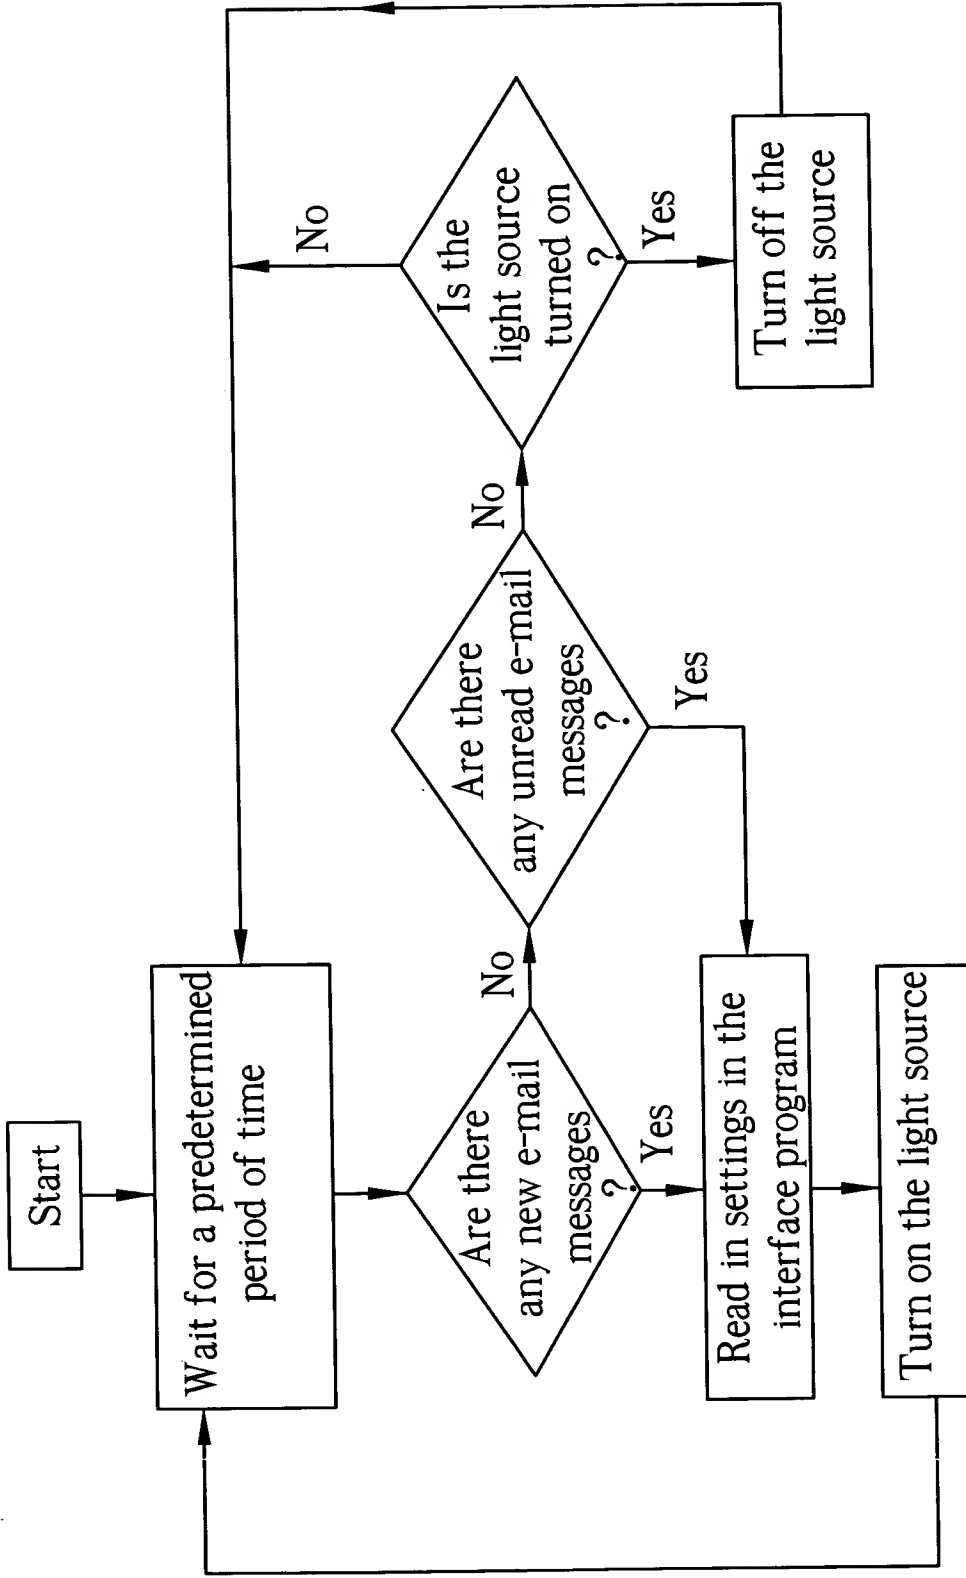 Start
Wait for a predetermined
period of time
Are there
any new e-mail
messages
?
No
Yes
Are there
any unread e-mail
messages
?
No
Yes
Is the
light source
turned on
?
No
Yes
Turn off the
light source
Read in settings in the
interface program
Turn on the light source